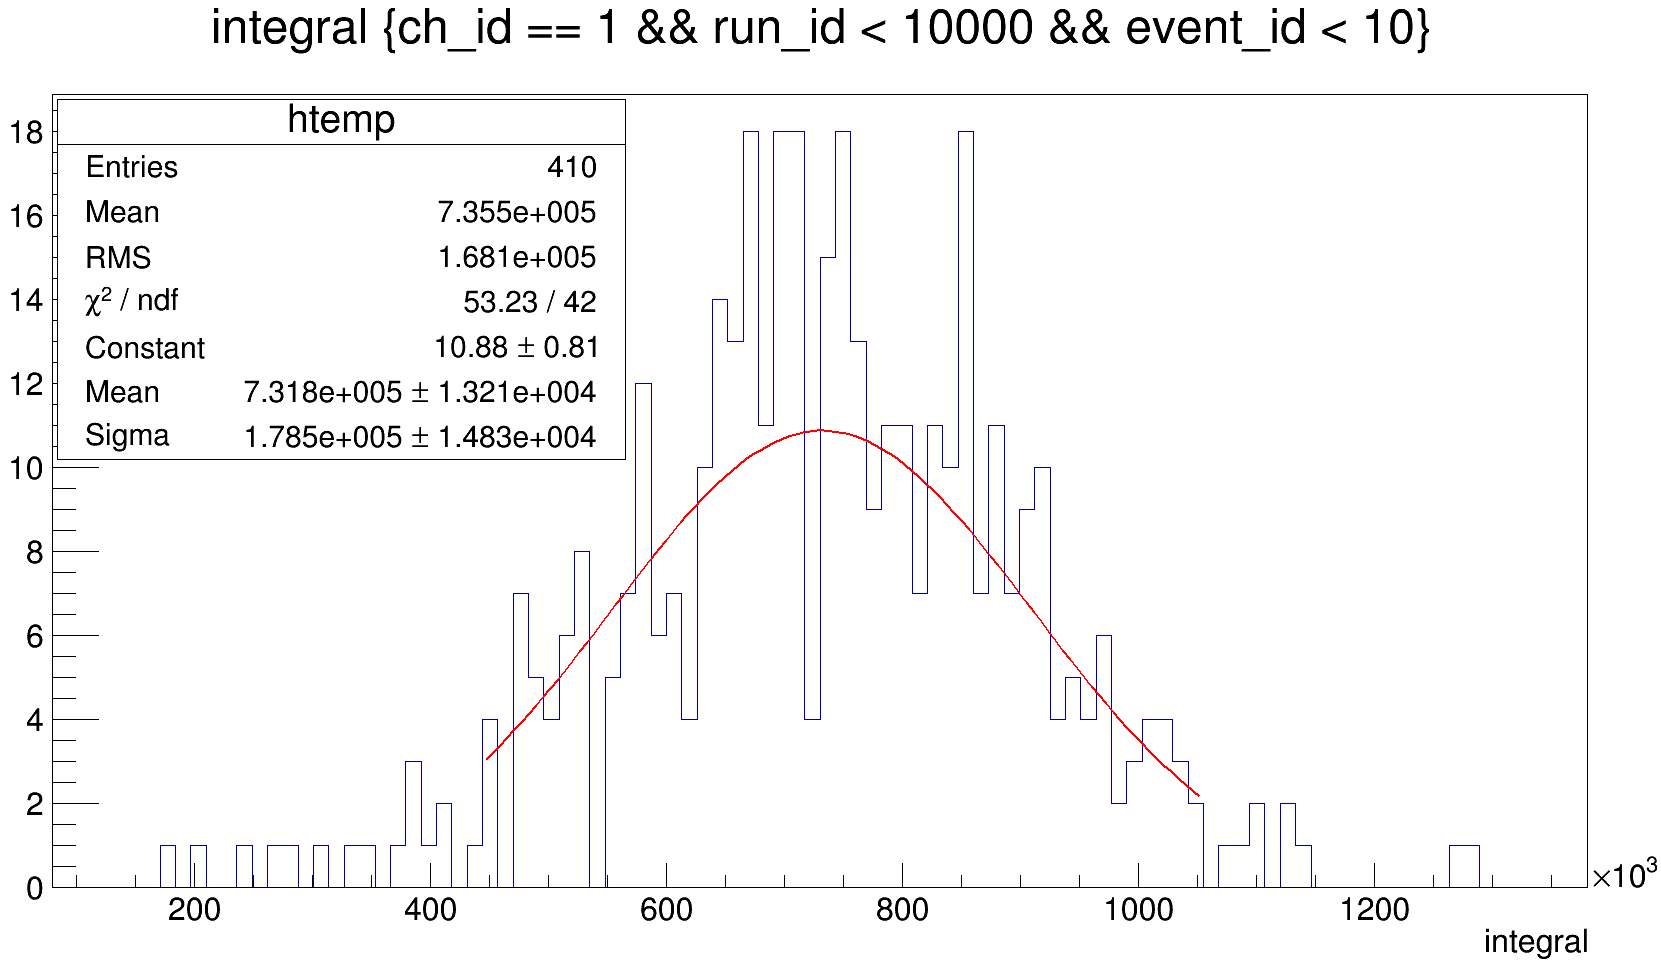 integral {ch_id == 1 && run_id < 10000 && event_id < 10}
htemp
Entries 410
Mean 7.355e+005
RMS 1.681e+005
χ² / ndf 53.23 / 42
Constant 10.88 ± 0.81
Mean 7.318e+005 ± 1.321e+004
Sigma 1.785e+005 ± 1.483e+004
18
16
14
12
10
8
6
4
2
0
200 400 600 800 1000 1200
×10³
integral